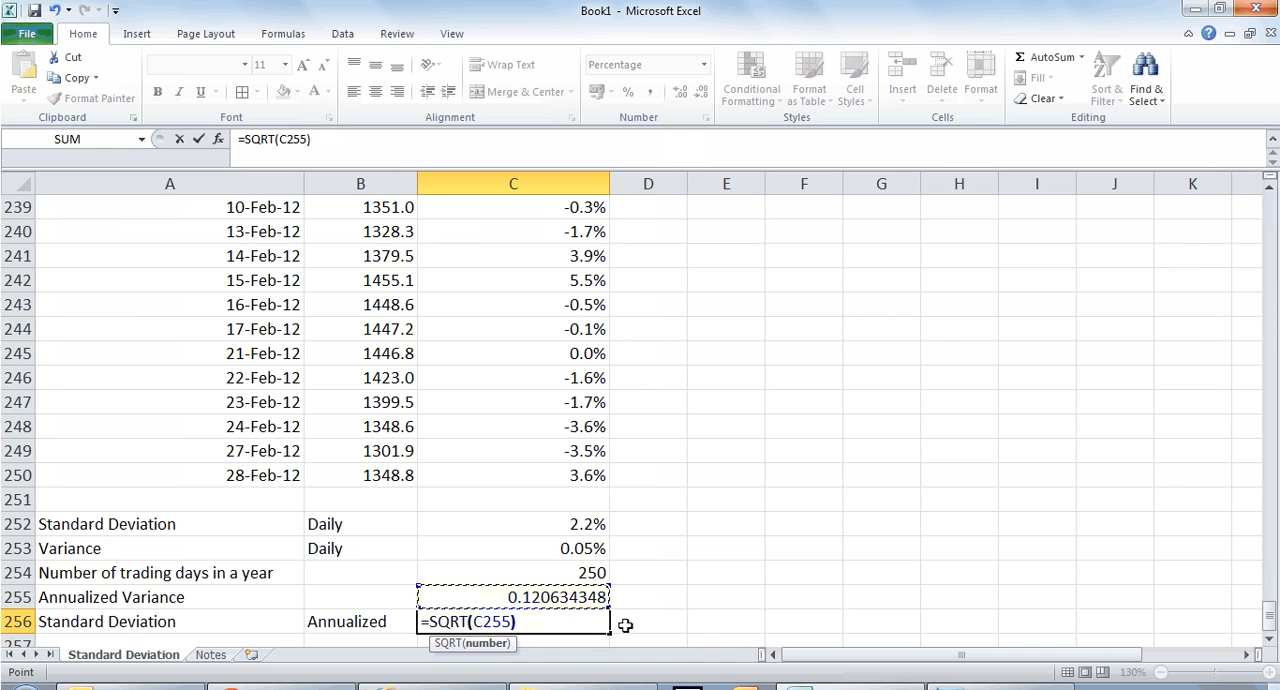 Book1 - Microsoft Excel
File Home Insert Page Layout Formulas Data Review View
Paste
Cut
Copy
Format Painter
Clipboard
11
A A
B I U
A
Font
Wrap Text
Merge & Center
Alignment
Percentage
% ,
Number
Conditional Formatting
Format as Table
Cell Styles
Styles
Insert Delete Format
Cells
Σ AutoSum
Fill
Clear
Sort & Filter
Find & Select
Editing
SUM fx =SQRT(C255)
A B C D E F G H I J K
239 10-Feb-12 1351.0 -0.3%
240 13-Feb-12 1328.3 -1.7%
241 14-Feb-12 1379.5 3.9%
242 15-Feb-12 1455.1 5.5%
243 16-Feb-12 1448.6 -0.5%
244 17-Feb-12 1447.2 -0.1%
245 21-Feb-12 1446.8 0.0%
246 22-Feb-12 1423.0 -1.6%
247 23-Feb-12 1399.5 -1.7%
248 24-Feb-12 1348.6 -3.6%
249 27-Feb-12 1301.9 -3.5%
250 28-Feb-12 1348.8 3.6%
251
252 Standard Deviation Daily 2.2%
253 Variance Daily 0.05%
254 Number of trading days in a year 250
255 Annualized Variance 0.120634348
256 Standard Deviation Annualized =SQRT(C255)
257 SQRT(number)
Standard Deviation Notes
Point 130%